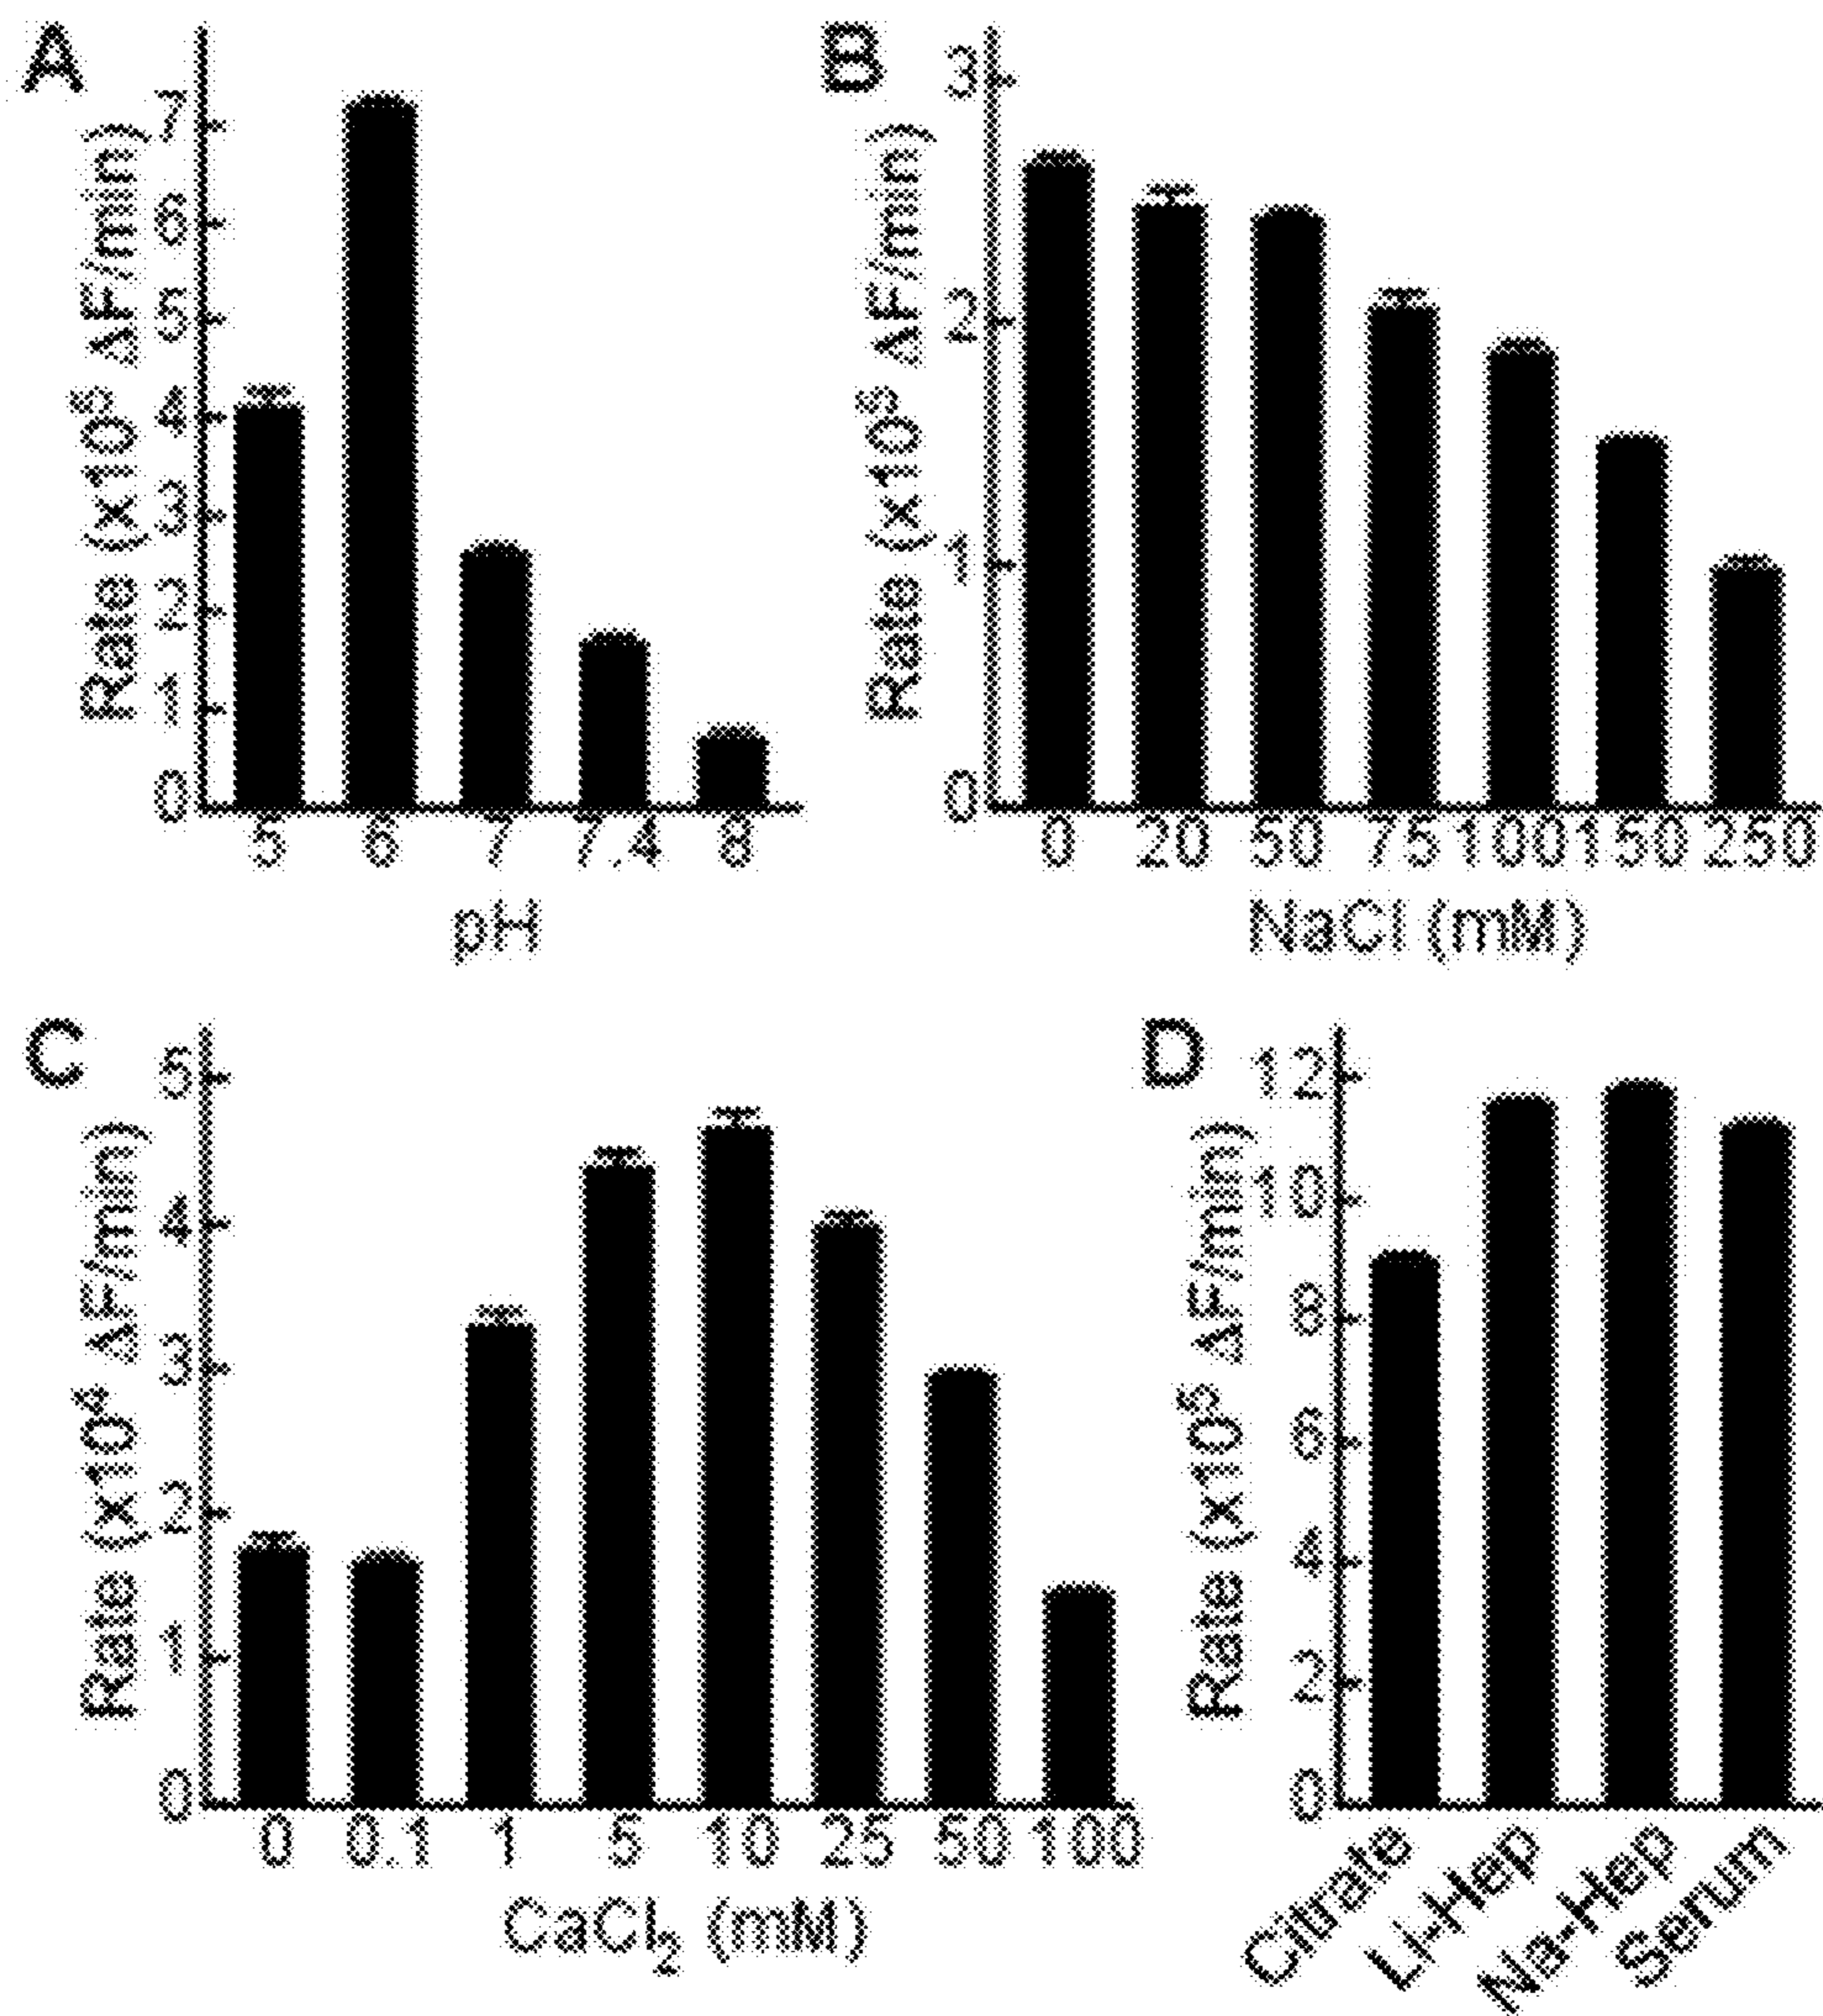 A
Rate (x10⁵ ΔF/min)
7
6
5
4
3
2
1
0
5 6 7 7.4 8
pH
B
Rate (x10⁵ ΔF/min)
3
2
1
0
0 20 50 75 100 150 250
NaCl (mM)
C
Rate (x10⁴ ΔF/min)
5
4
3
2
1
0
0 0.1 1 5 10 25 50 100
CaCl₂ (mM)
D
Rate (x10⁵ ΔF/min)
12
10
8
6
4
2
0
Citrate Li-Hep Na-Hep Serum